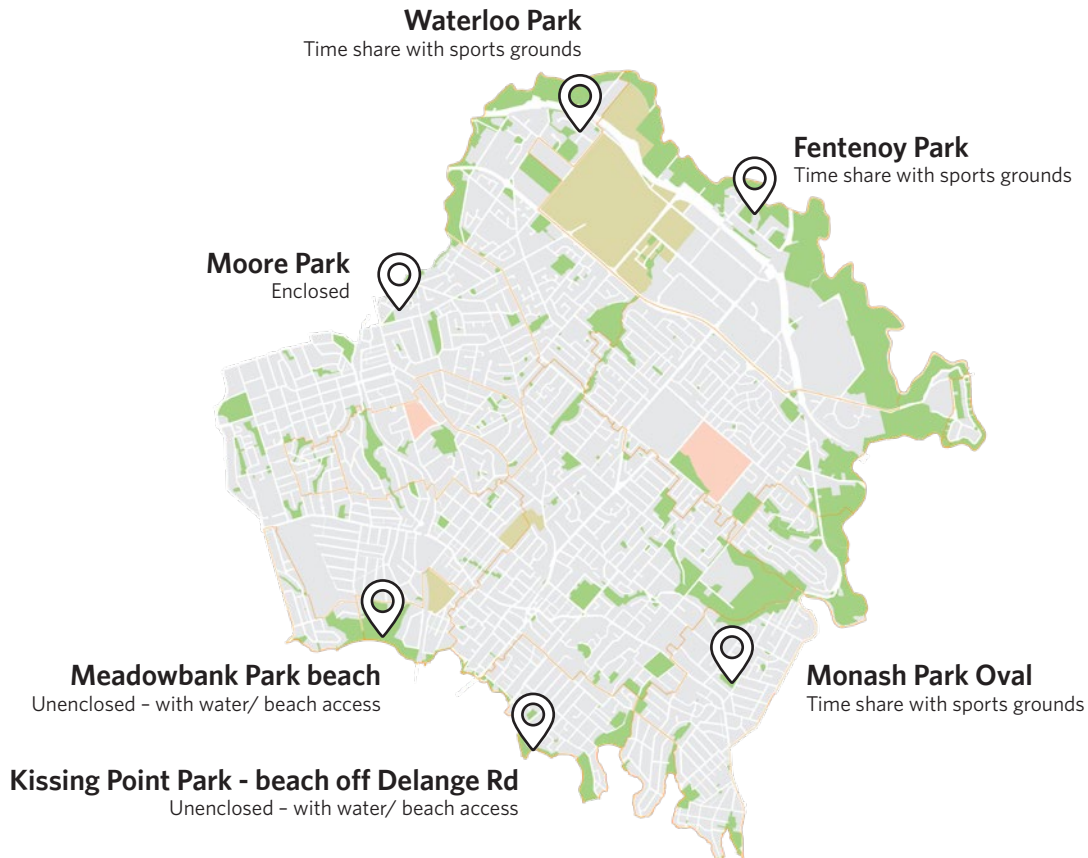 Waterloo Park
Time share with sports grounds
Fentenoy Park
Time share with sports grounds
Moore Park
Enclosed
Meadowbank Park beach
Unenclosed – with water/ beach access
Monash Park Oval
Time share with sports grounds
Kissing Point Park - beach off Delange Rd
Unenclosed – with water/ beach access